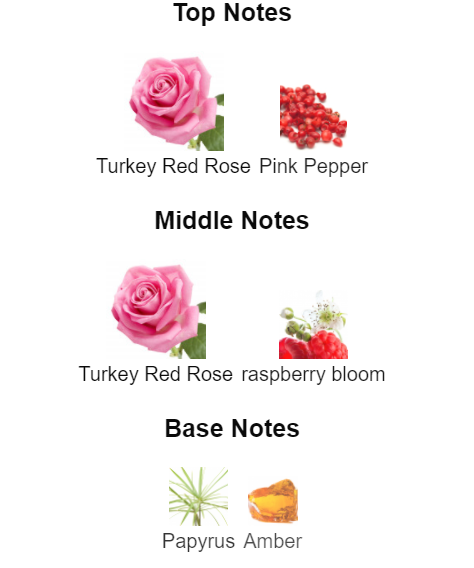 Top Notes
Turkey Red Rose Pink Pepper
Middle Notes
Turkey Red Rose raspberry bloom
Base Notes
Papyrus Amber